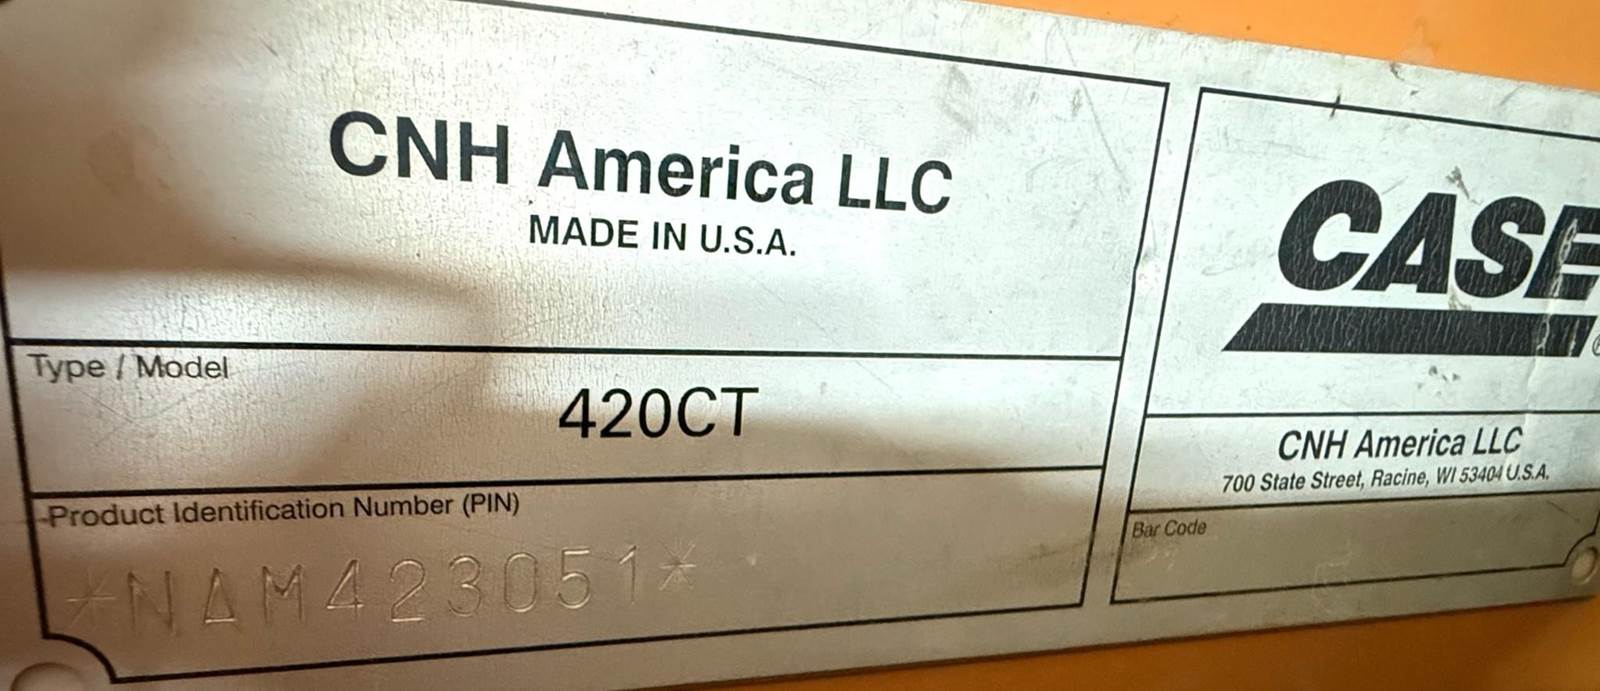 CNH America LLC
MADE IN U.S.A.
Type / Model
420CT
Product Identification Number (PIN)
*NAM423051*
CASE
®
CNH America LLC
700 State Street, Racine, WI 53404 U.S.A.
Bar Code